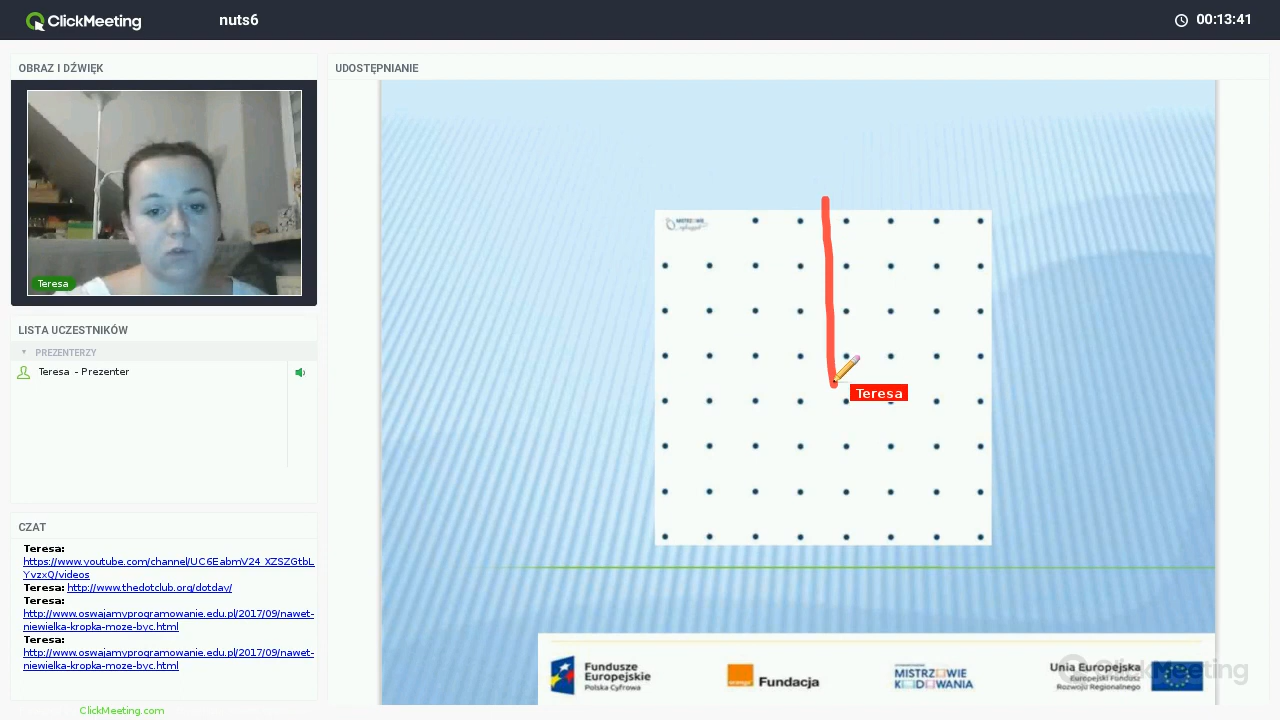 ClickMeeting
nuts6
00:13:41
OBRAZ I DŹWIĘK
UDOSTĘPNIANIE
Teresa
LISTA UCZESTNIKÓW
PREZENTERZY
Teresa - Prezenter
MISTRZOWIE
Teresa
CZAT
Teresa:
https://www.youtube.com/channel/UC6EabmV24_XZSZGtbL
YvzxQ/videos
Teresa: http://www.thedotclub.org/dotday/
Teresa:
http://www.oswajamyprogramowanie.edu.pl/2017/09/nawet-
niewielka-kropka-moze-byc.html
Teresa:
http://www.oswajamyprogramowanie.edu.pl/2017/09/nawet-
niewielka-kropka-moze-byc.html
Fundusze
Europejskie
Polska Cyfrowa
Fundacja
MISTRZOWIE
KODOWANIA
Unia Europejska
Europejski Fundusz
Rozwoju Regionalnego
ClickMeeting
ClickMeeting.com